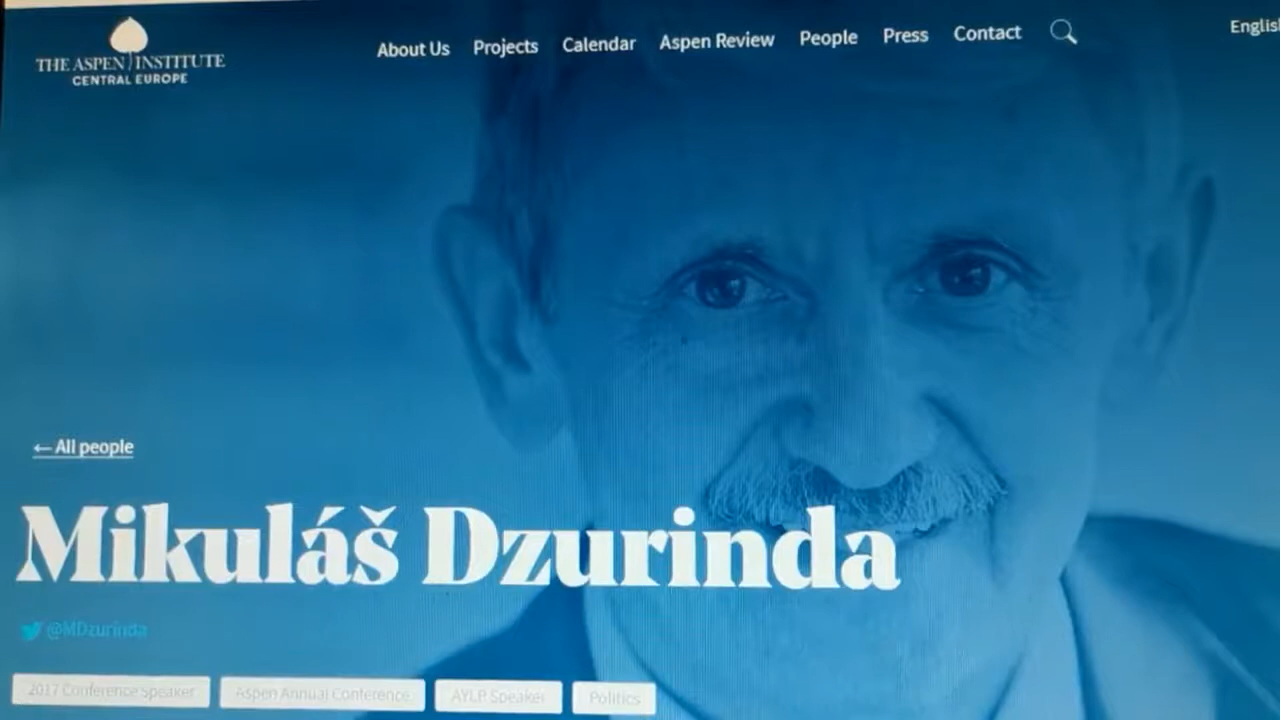 THE ASPEN INSTITUTE
CENTRAL EUROPE
About Us Projects Calendar Aspen Review People Press Contact
Englis
← All people
Mikuláš Dzurinda
@MDzurinda
2017 Conference Speaker Aspen Annual Conference AYLP Speaker Politics